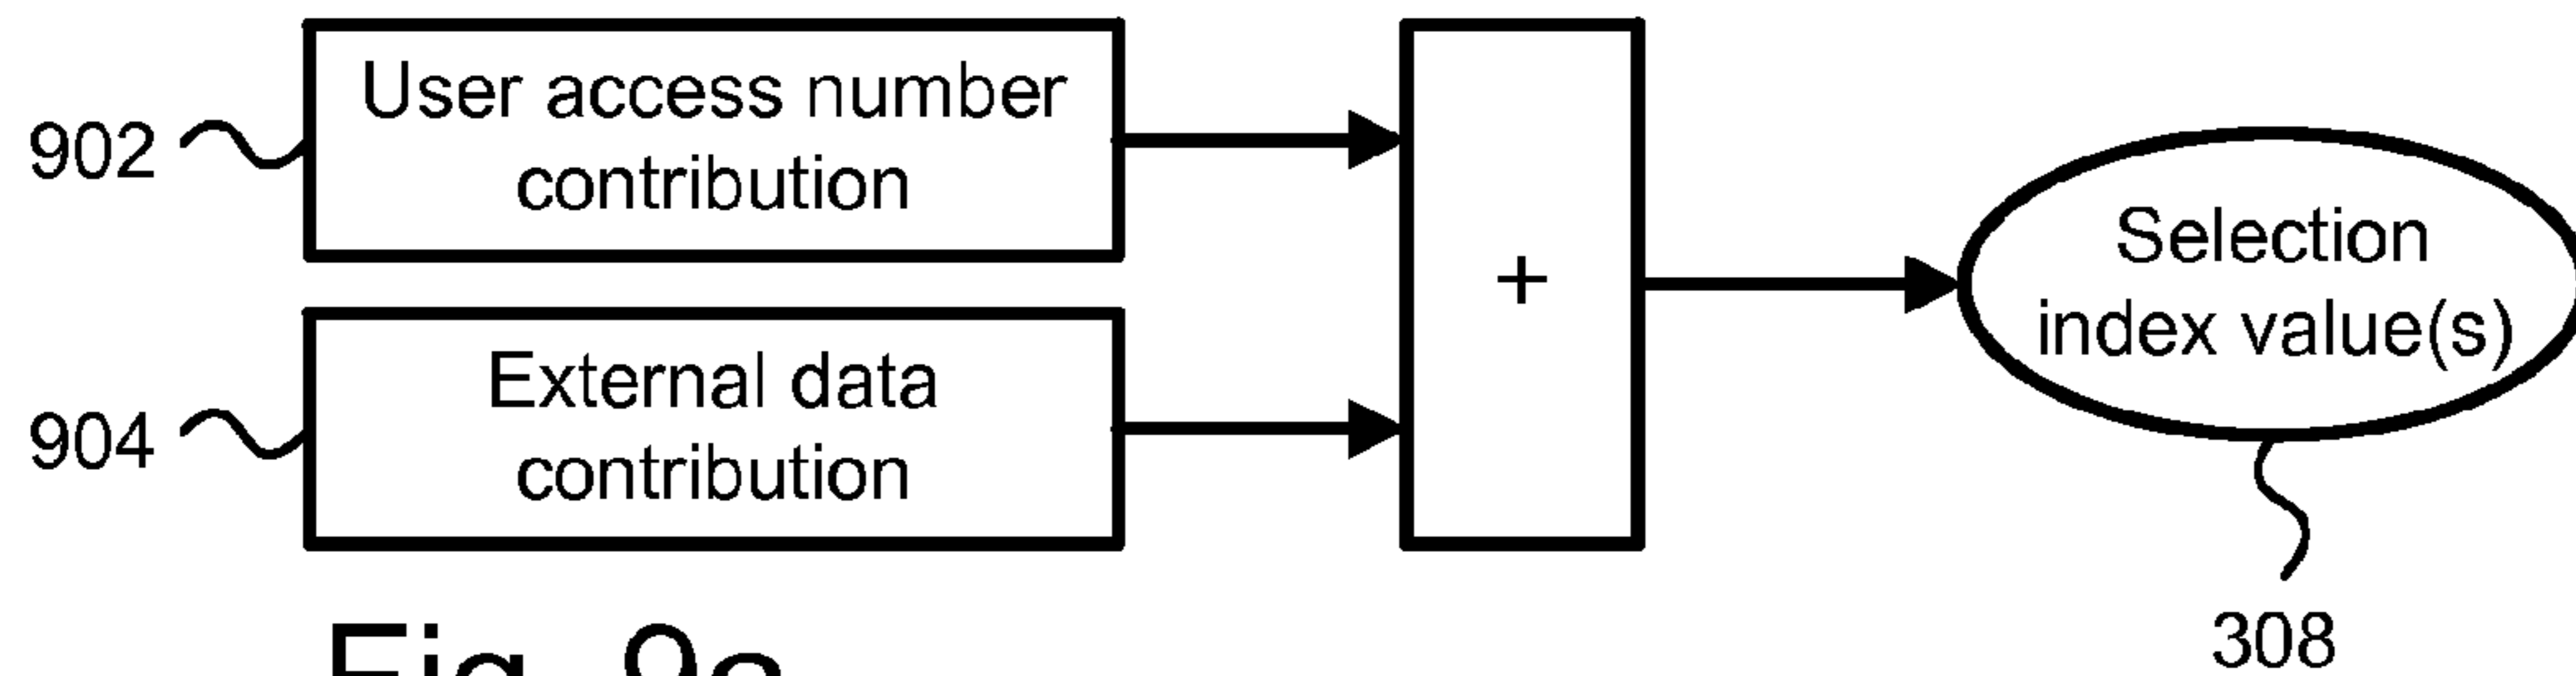 902
User access number
contribution
904
External data
contribution
+
Selection
index value(s)
308